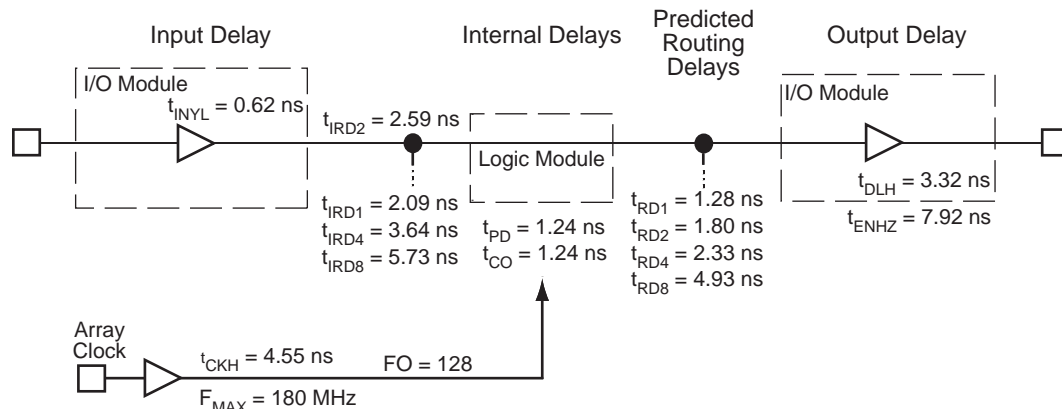 Input Delay
Internal Delays
Predicted
Routing
Delays
Output Delay
I/O Module
tINYL = 0.62 ns
tIRD2 = 2.59 ns
tIRD1 = 2.09 ns
tIRD4 = 3.64 ns
tIRD8 = 5.73 ns
Logic Module
tPD = 1.24 ns
tCO = 1.24 ns
tRD1 = 1.28 ns
tRD2 = 1.80 ns
tRD4 = 2.33 ns
tRD8 = 4.93 ns
I/O Module
tDLH = 3.32 ns
tENHZ = 7.92 ns
Array
Clock
tCKH = 4.55 ns
FO = 128
FMAX = 180 MHz